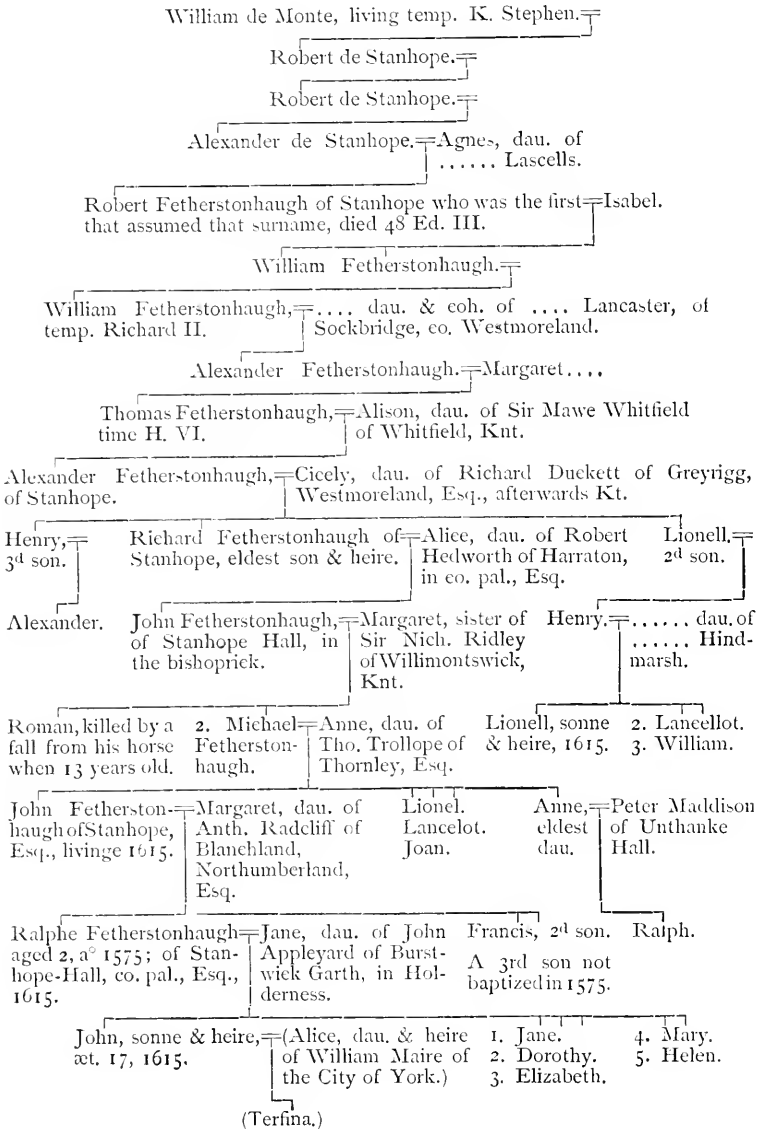 William de Monte, living temp. K. Stephen.=
Robert de Stanhope.=
Robert de Stanhope.=
Alexander de Stanhope.=Agnes, dau. of
...... Lascells.
Robert Fetherstonhaugh of Stanhope who was the first=Isabel.
that assumed that surname, died 48 Ed. III.
William Fetherstonhaugh.=
William Fetherstonhaugh,=.... dau. & coh. of .... Lancaster, of
temp. Richard II. Sockbridge, co. Westmoreland.
Alexander Fetherstonhaugh.=Margaret....
Thomas Fetherstonhaugh,=Alison, dau. of Sir Mawe Whitfield
time H. VI. of Whitfield, Knt.
Alexander Fetherstonhaugh,=Cicely, dau. of Richard Duckett of Greyrigg,
of Stanhope. Westmoreland, Esq., afterwards Kt.
Henry,=
3d son.
Richard Fetherstonhaugh of=Alice, dau. of Robert
Stanhope, eldest son & heire. Hedworth of Harraton,
in co. pal., Esq.
Lionell.=
2d son.
Alexander.
John Fetherstonhaugh,=Margaret, sister of
of Stanhope Hall, in Sir Nich. Ridley
the bishoprick. of Willimontswick,
Knt.
Henry.=...... dau. of
...... Hind-
marsh.
Roman, killed by a
fall from his horse
when 13 years old.
2. Michael=Anne, dau. of
Fetherston- Tho. Trollope of
haugh. Thornley, Esq.
Lionell, sonne
& heire, 1615.
2. Lancellot.
3. William.
John Fetherston-=Margaret, dau. of
haugh of Stanhope, Anth. Radcliff of
Esq., livinge 1615. Blanchland,
Northumberland,
Esq.
Lionel.
Lancelot.
Joan.
Anne,=Peter Maddison
eldest of Unthanke
dau. Hall.
Ralphe Fetherstonhaugh=Jane, dau. of John
aged 2, a° 1575; of Stan- Appleyard of Burst-
hope-Hall, co. pal., Esq., wick Garth, in Hol-
1615. derness.
Francis, 2d son.
A 3rd son not
baptized in 1575.
Ralph.
John, sonne & heire,=(Alice, dau. & heire
æt. 17, 1615. of William Maire of
the City of York.)
1. Jane.
2. Dorothy.
3. Elizabeth.
4. Mary.
5. Helen.
(Terfina.)